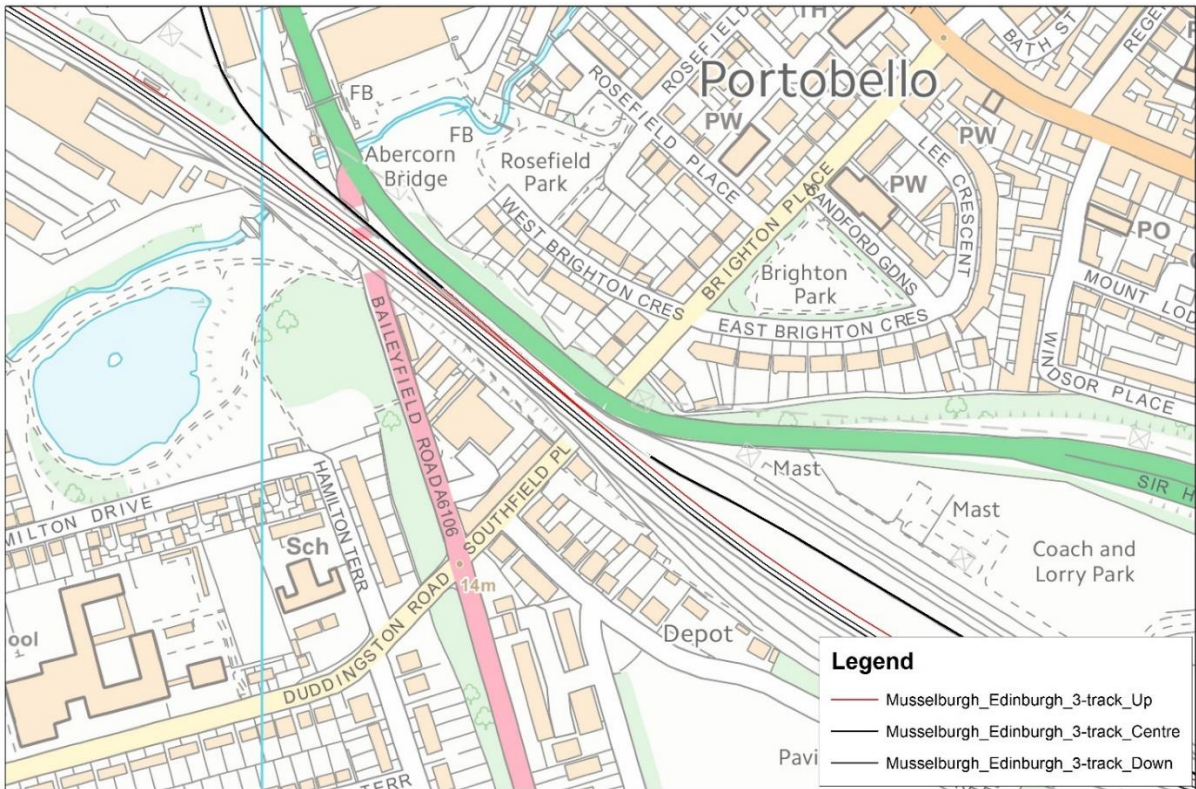 TH
BATH ST
REGE
ROSEFIEL
Portobello
FB
ROSEFIELD PLACE
PW
PW
FB
Abercorn
Bridge
Rosefield
Park
LEE CRESCENT
PW
BRIGHTON PLACE
SANDFORD GDNS
WEST BRIGHTON CRES
PO
Brighton
Park
MOUNT LOD
EAST BRIGHTON CRES
WINDSOR PLACE
BAILEYFIELD ROAD A6106
SOUTHFIELD PL
Mast
SIR H
MILTON DRIVE
HAMILTON TERR
Mast
Sch
Coach and
Lorry Park
14m
ool
DUDDINGSTON ROAD
Depot
Pavi
TERR
Legend
Musselburgh_Edinburgh_3-track_Up
Musselburgh_Edinburgh_3-track_Centre
Musselburgh_Edinburgh_3-track_Down